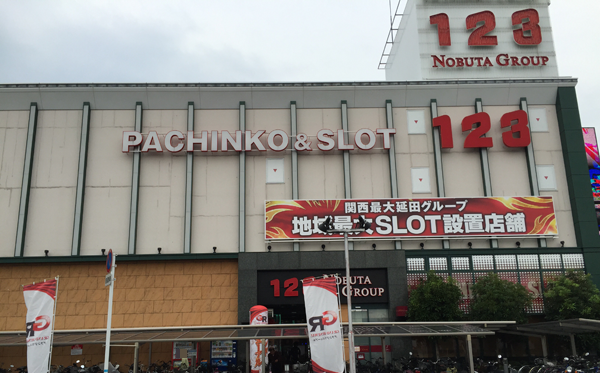 123
NOBUTA GROUP
PACHINKO & SLOT 123
関西最大延田グループ
地域最大SLOT設置店舗
NOBUTA
GROUP